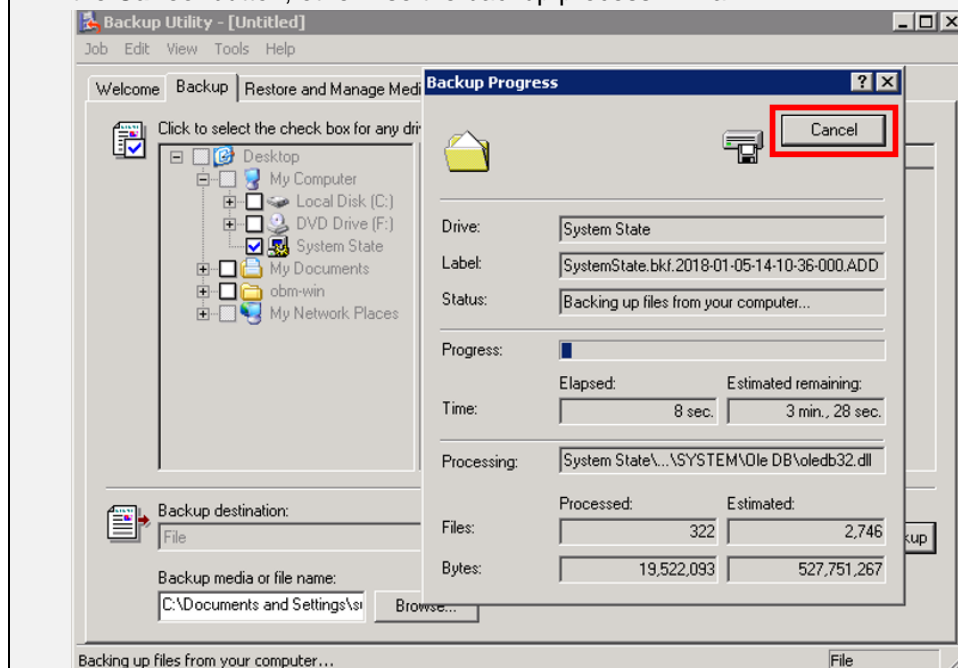 Backup Utility - [Untitled]
Job Edit View Tools Help
Welcome Backup Restore and Manage Medi
Click to select the check box for any dri
Desktop
My Computer
Local Disk (C:)
DVD Drive (F:)
System State
My Documents
obm-win
My Network Places
Backup destination:
File
Backup media or file name:
C:\Documents and Settings\s
Browse...
kup
Backup Progress
Cancel
Drive: System State
Label: SystemState.bkf.2018-01-05-14-10-36-000.ADD
Status: Backing up files from your computer...
Progress:
Elapsed: Estimated remaining:
Time: 8 sec. 3 min., 28 sec.
Processing: System State\...\SYSTEM\Ole DB\oledb32.dll
Processed: Estimated:
Files: 322 2,746
Bytes: 19,522,093 527,751,267
Backing up files from your computer...
File